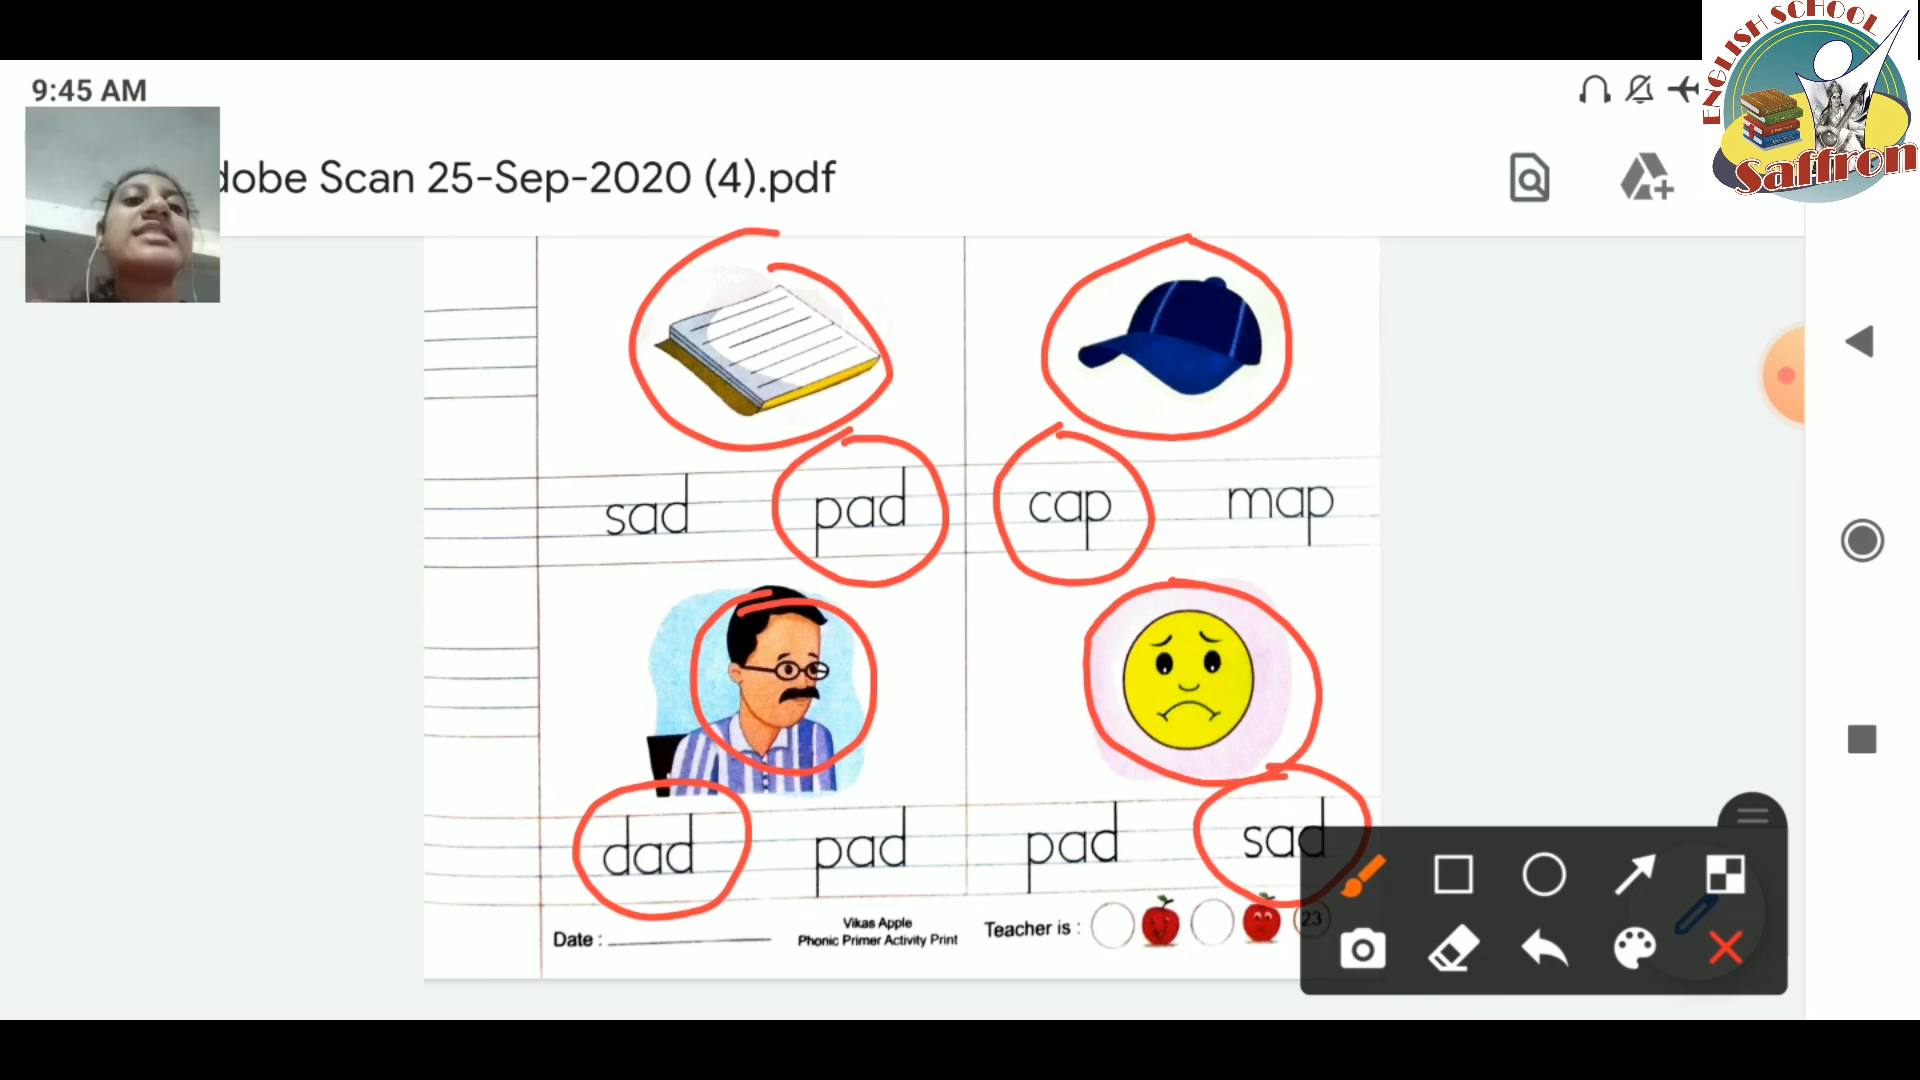 9:45 AM
ENGLISH SCHOOL
Saffron
dobe Scan 25-Sep-2020 (4).pdf
sad pad cap map
dad pad pad sad
Date :
Vikas Apple
Phonic Primer Activity Print
Teacher is :
23